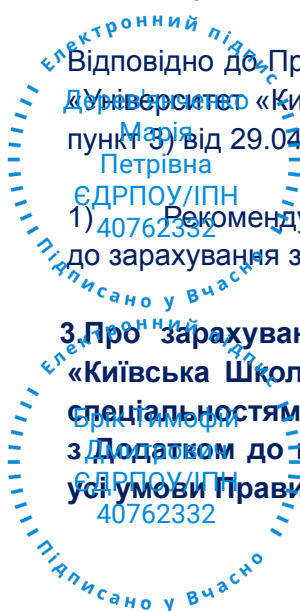 Електронний підпис
Відповідно до Пр
«Університет «Ки
Марія
пункт 3) від 29.04
Петрівна
ЄДРПОУ/ІПН
40762332
1) Рекоменду
до зарахування з
Підписано у Вчасно
Електронний підпис
3. Про зарахуван
«Київська Школ
спеціальностям
Брік Тимофій
Дмитрович
з Додатком до
ЄДРПОУ/ІПН
усі умови Прави
40762332
Підписано у Вчасно